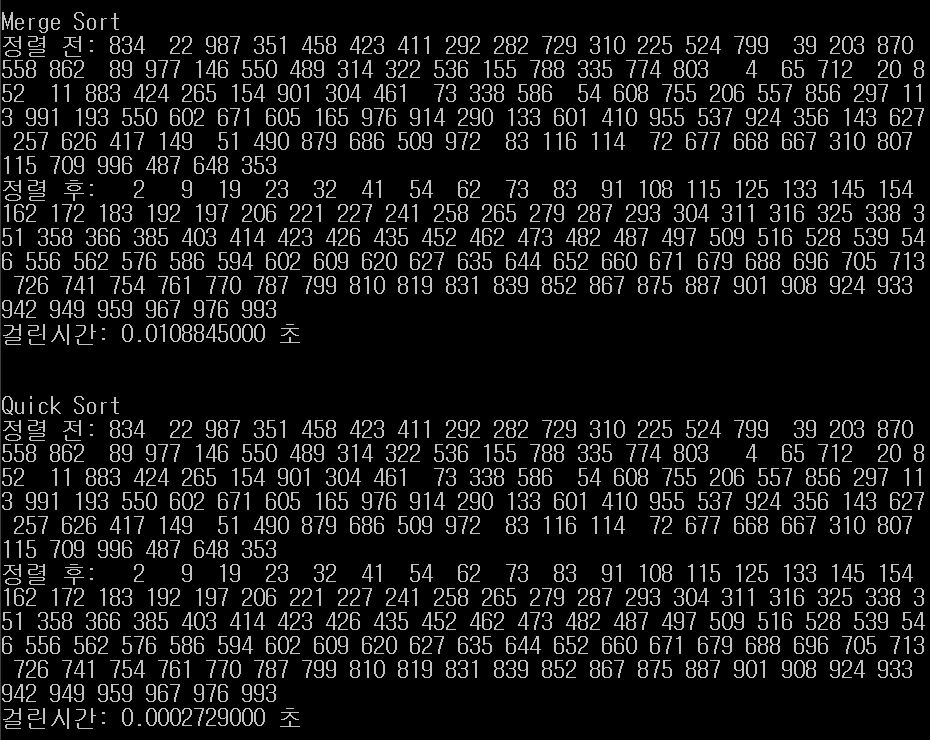 Merge Sort
정렬 전: 834  22 987 351 458 423 411 292 282 729 310 225 524 799  39 203 870
558 862  89 977 146 550 489 314 322 536 155 788 335 774 803   4  65 712  20 8
52  11 883 424 265 154 901 304 461  73 338 586  54 608 755 206 557 856 297 11
3 991 193 550 602 671 605 165 976 914 290 133 601 410 955 537 924 356 143 627
 257 626 417 149  51 490 879 686 509 972  83 116 114  72 677 668 667 310 807
115 709 996 487 648 353
정렬 후:   2   9  19  23  32  41  54  62  73  83  91 108 115 125 133 145 154
162 172 183 192 197 206 221 227 241 258 265 279 287 293 304 311 316 325 338 3
51 358 366 385 403 414 423 426 435 452 462 473 482 487 497 509 516 528 539 54
6 556 562 576 586 594 602 609 620 627 635 644 652 660 671 679 688 696 705 713
 726 741 754 761 770 787 799 810 819 831 839 852 867 875 887 901 908 924 933
942 949 959 967 976 993
걸린시간: 0.0108845000 초
Quick Sort
정렬 전: 834  22 987 351 458 423 411 292 282 729 310 225 524 799  39 203 870
558 862  89 977 146 550 489 314 322 536 155 788 335 774 803   4  65 712  20 8
52  11 883 424 265 154 901 304 461  73 338 586  54 608 755 206 557 856 297 11
3 991 193 550 602 671 605 165 976 914 290 133 601 410 955 537 924 356 143 627
 257 626 417 149  51 490 879 686 509 972  83 116 114  72 677 668 667 310 807
115 709 996 487 648 353
정렬 후:   2   9  19  23  32  41  54  62  73  83  91 108 115 125 133 145 154
162 172 183 192 197 206 221 227 241 258 265 279 287 293 304 311 316 325 338 3
51 358 366 385 403 414 423 426 435 452 462 473 482 487 497 509 516 528 539 54
6 556 562 576 586 594 602 609 620 627 635 644 652 660 671 679 688 696 705 713
 726 741 754 761 770 787 799 810 819 831 839 852 867 875 887 901 908 924 933
942 949 959 967 976 993
걸린시간: 0.0002729000 초